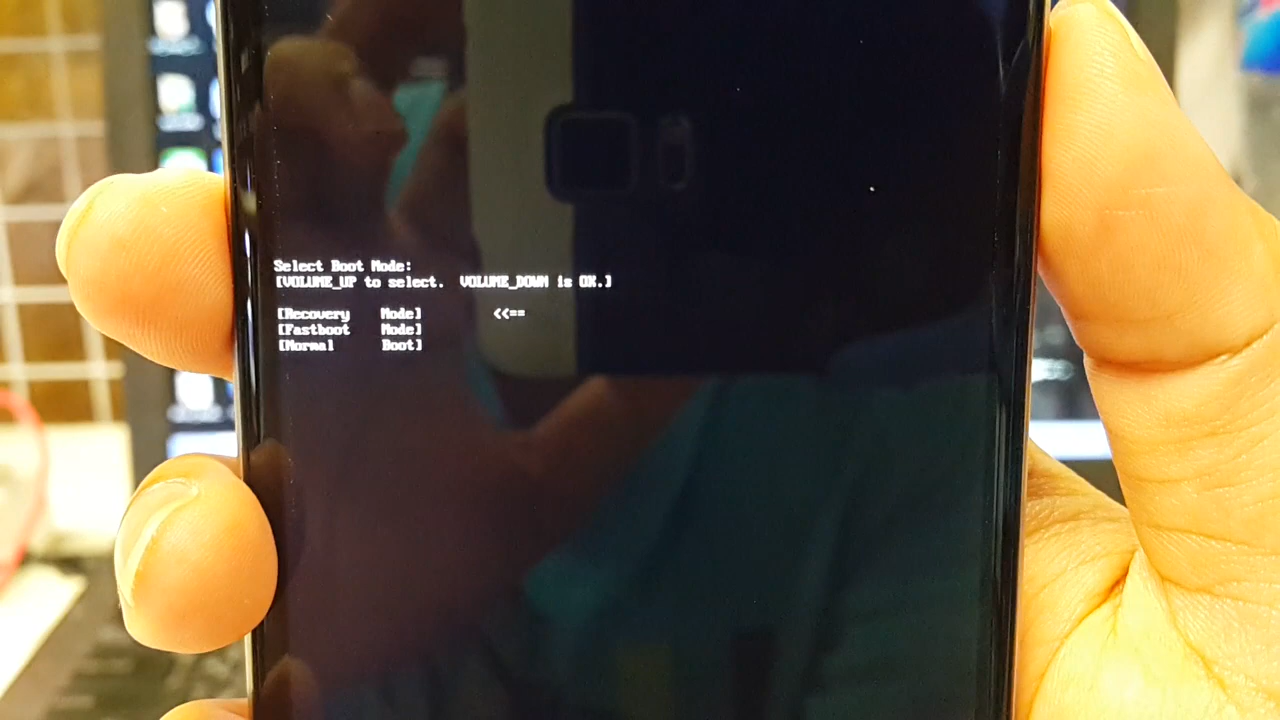 Select Boot Mode:
[VOLUME_UP to select.  VOLUME_DOWN is OK.]
[Recovery    Mode]         <<==
[Fastboot    Mode]
[Normal      Boot]